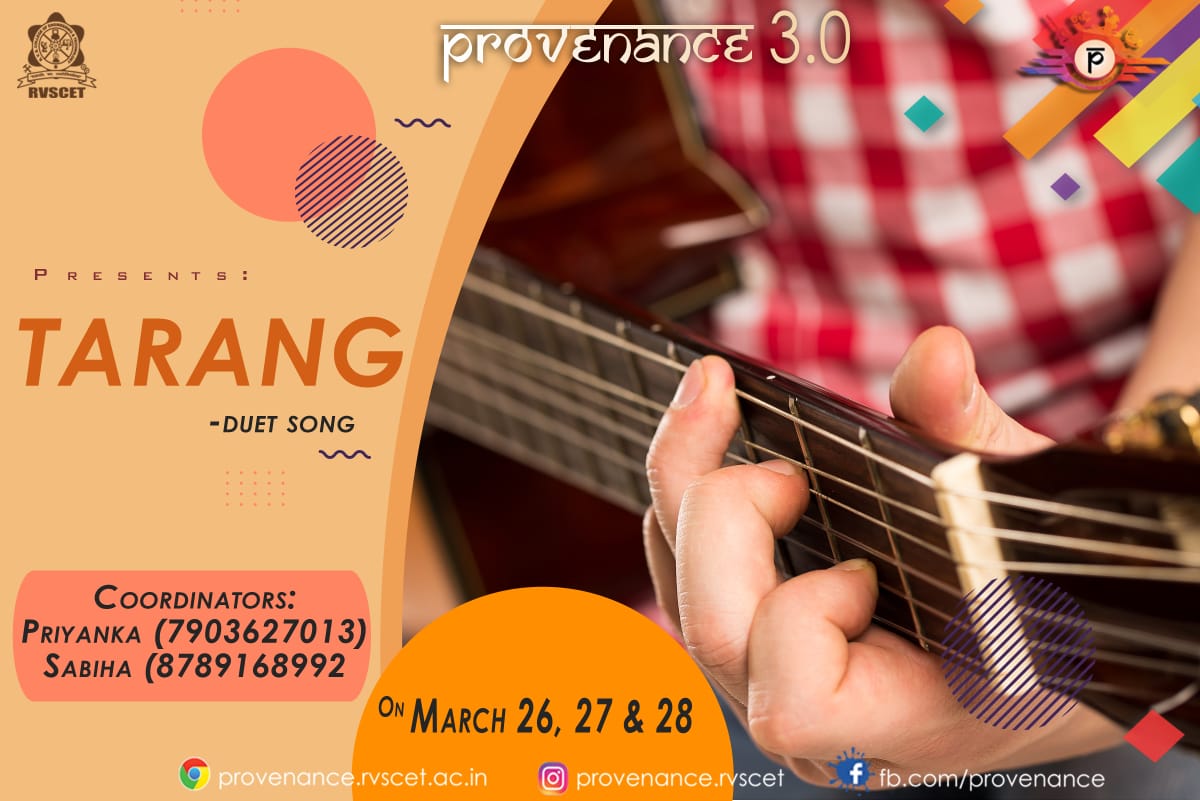 RVSCET
Provenance 3.0
Presents:
TARANG
-DUET SONG
Coordinators:
Priyanka (7903627013)
Sabiha (8789168992
On March 26, 27 & 28
provenance.rvscet.ac.in
provenance.rvscet
fb.com/provenance